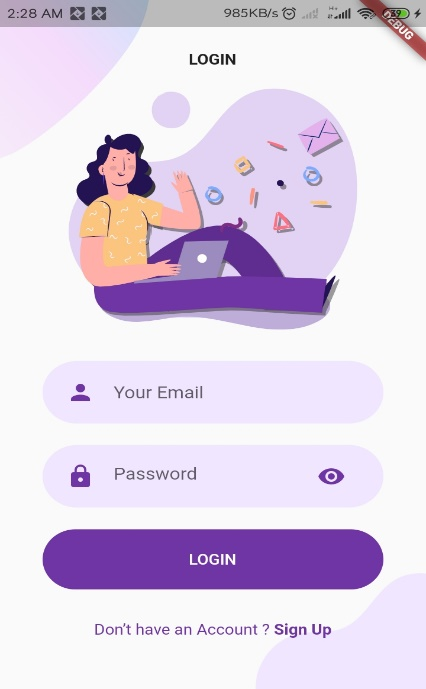 2:28 AM 985KB/s
DEBUG
LOGIN
Your Email
Password
LOGIN
Don’t have an Account ? Sign Up